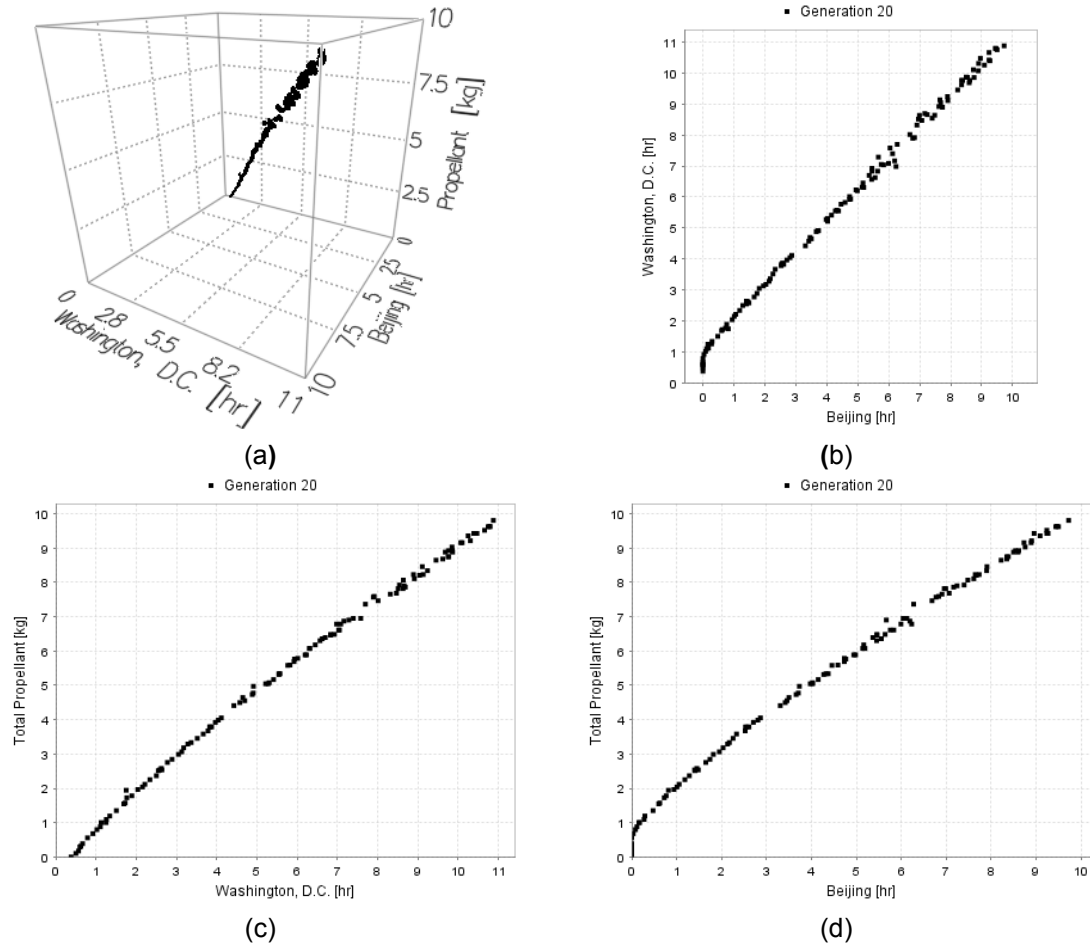 10
7.5
5
2.5
Propellant [kg]
0
2.5
5
7.5
10
Beijing [hr]
0
2.8
5.5
8.2
11
Washington, D.C. [hr]
(a)
Generation 20
11
10
9
8
7
6
5
4
3
2
1
0
Washington, D.C. [hr]
0 1 2 3 4 5 6 7 8 9 10
Beijing [hr]
(b)
Generation 20
10
9
8
7
6
5
4
3
2
1
0
Total Propellant [kg]
0 1 2 3 4 5 6 7 8 9 10 11
Washington, D.C. [hr]
(c)
Generation 20
10
9
8
7
6
5
4
3
2
1
0
Total Propellant [kg]
0 1 2 3 4 5 6 7 8 9 10
Beijing [hr]
(d)